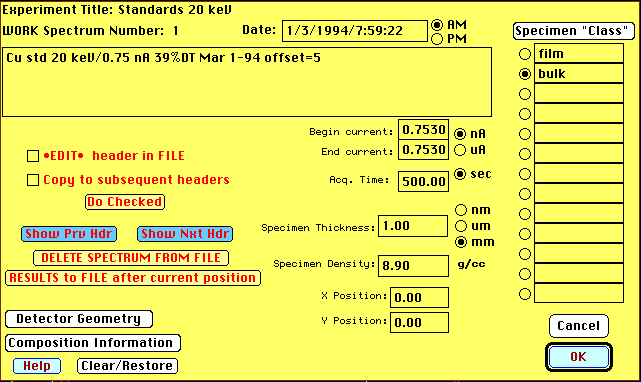 Experiment Title: Standards 20 keV
WORK Spectrum Number: 1
Date: 1/3/1994/7:59:22
AM
PM
Specimen "Class"
film
bulk
Cu std 20 keV/0.75 nA 39%DT Mar 1-94 offset=5
Begin current: 0.7530 nA
End current: 0.7530 uA
Acq. Time: 500.00 sec
•EDIT• header in FILE
Copy to subsequent headers
Do Checked
Show Prv Hdr Show Nxt Hdr
DELETE SPECTRUM FROM FILE
RESULTS to FILE after current position
nm
Specimen Thickness: 1.00 um
mm
Specimen Density: 8.90 g/cc
X Position: 0.00
Y Position: 0.00
Detector Geometry
Composition Information
Help Clear/Restore
Cancel
OK